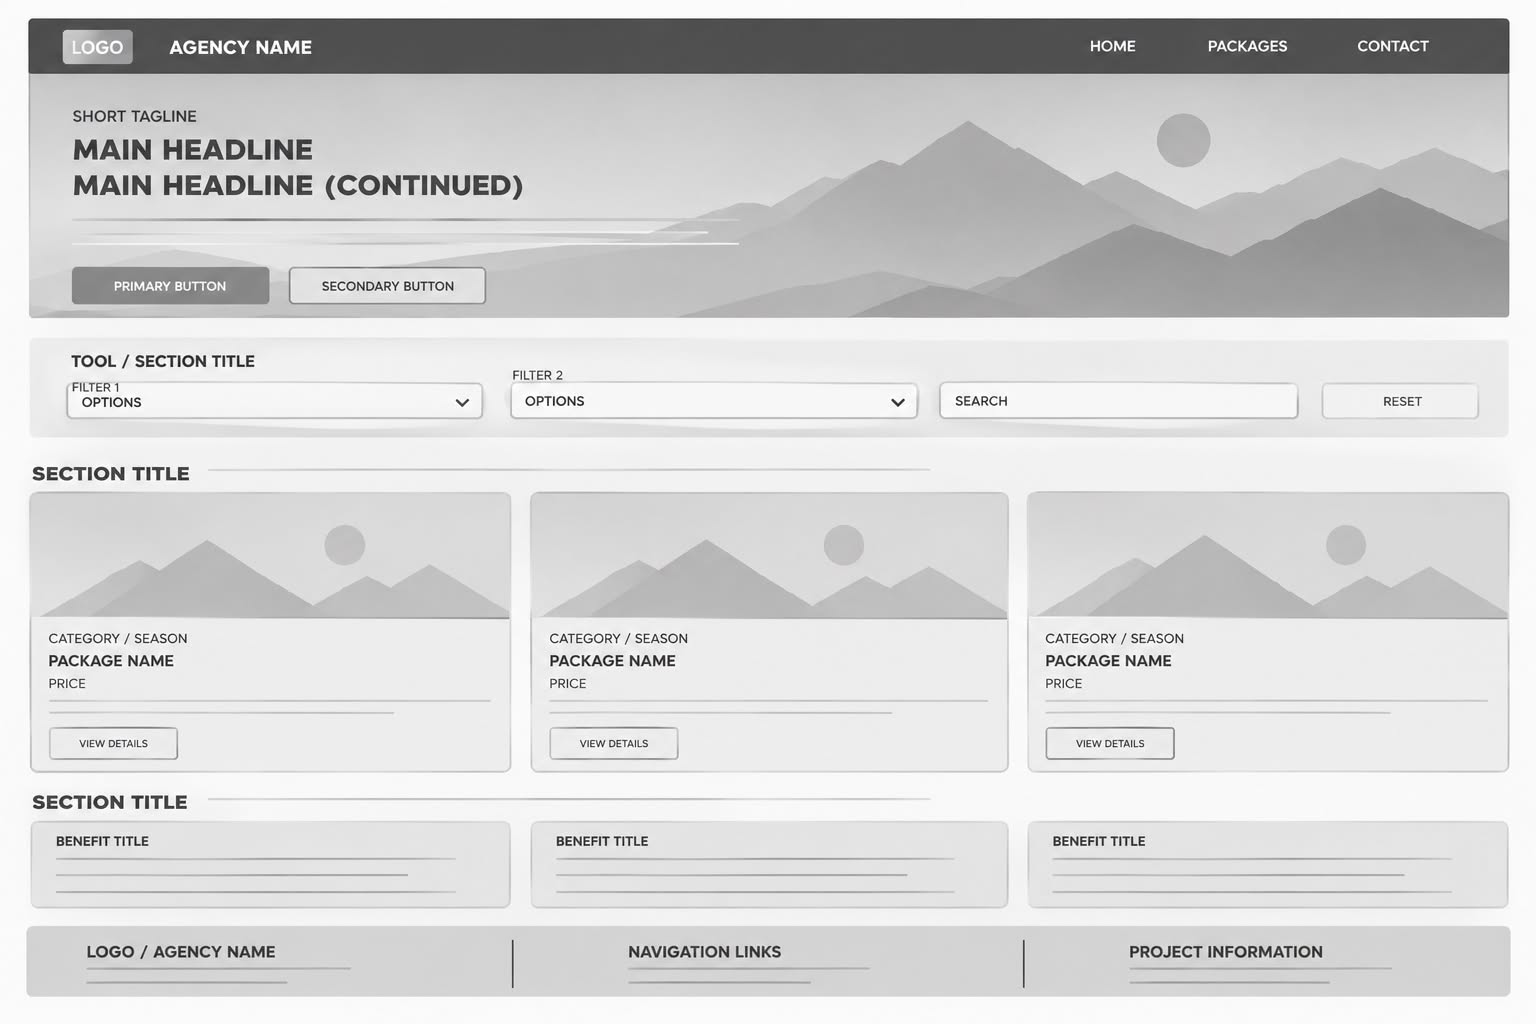 LOGO
AGENCY NAME
HOME
PACKAGES
CONTACT
SHORT TAGLINE
MAIN HEADLINE
MAIN HEADLINE (CONTINUED)
PRIMARY BUTTON
SECONDARY BUTTON
TOOL / SECTION TITLE
FILTER 1
OPTIONS
FILTER 2
OPTIONS
SEARCH
RESET
SECTION TITLE
CATEGORY / SEASON
PACKAGE NAME
PRICE
VIEW DETAILS
CATEGORY / SEASON
PACKAGE NAME
PRICE
VIEW DETAILS
CATEGORY / SEASON
PACKAGE NAME
PRICE
VIEW DETAILS
SECTION TITLE
BENEFIT TITLE
BENEFIT TITLE
BENEFIT TITLE
LOGO / AGENCY NAME
NAVIGATION LINKS
PROJECT INFORMATION